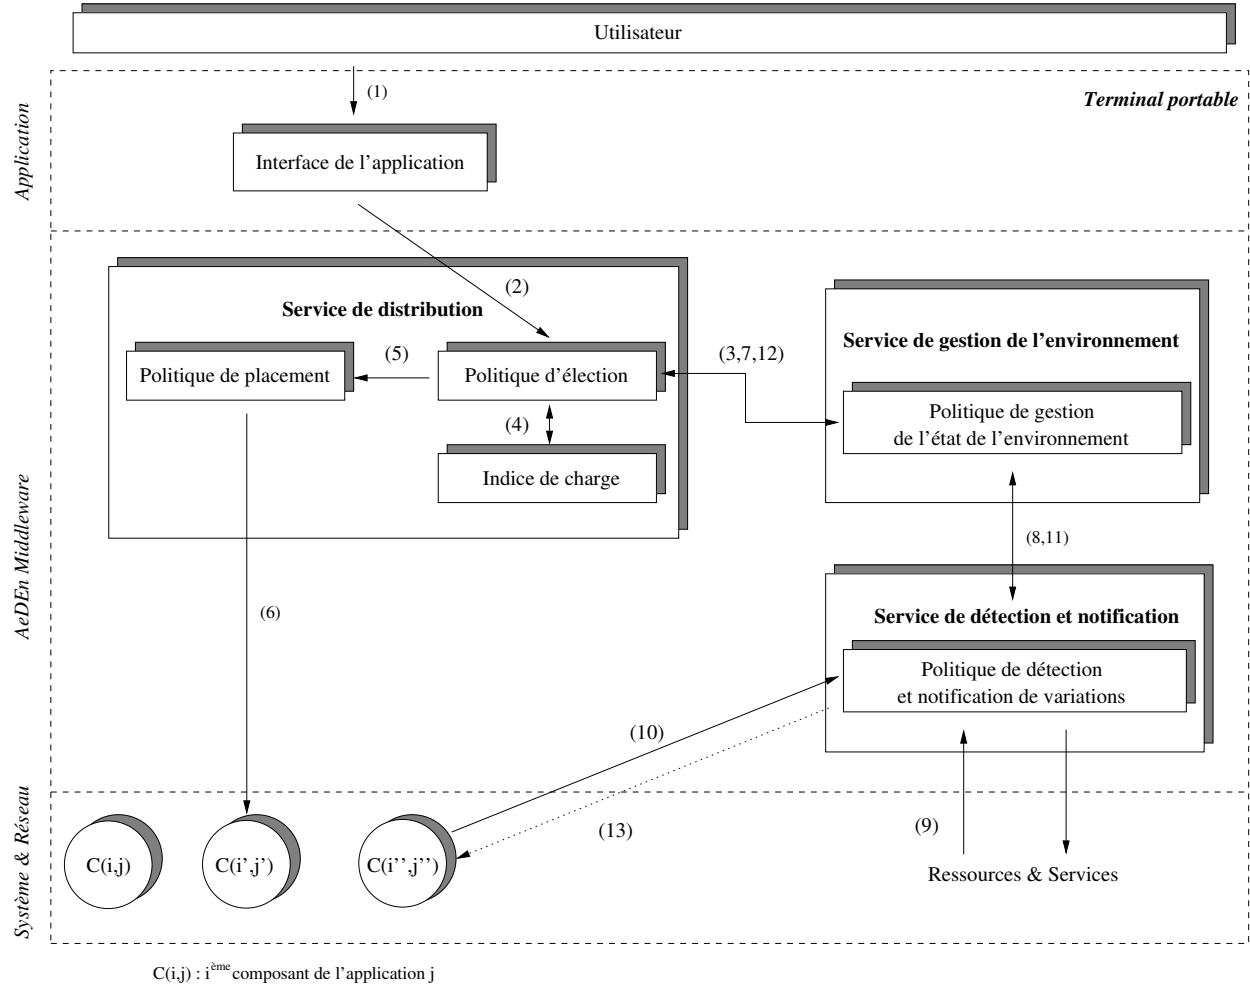 Utilisateur
Terminal portable
Application
(1)
Interface de l'application
(2)
Service de distribution
Service de gestion de l'environnement
(5)
(3,7,12)
Politique de placement
Politique d'élection
Politique de gestion
de l'état de l'environnement
(4)
Indice de charge
AeDEn Middleware
(8,11)
(6)
Service de détection et notification
Politique de détection
et notification de variations
(10)
(13)
(9)
Système & Réseau
C(i,j)
C(i',j')
C(i'',j'')
Ressources & Services
C(i,j) : i ème composant de l'application j